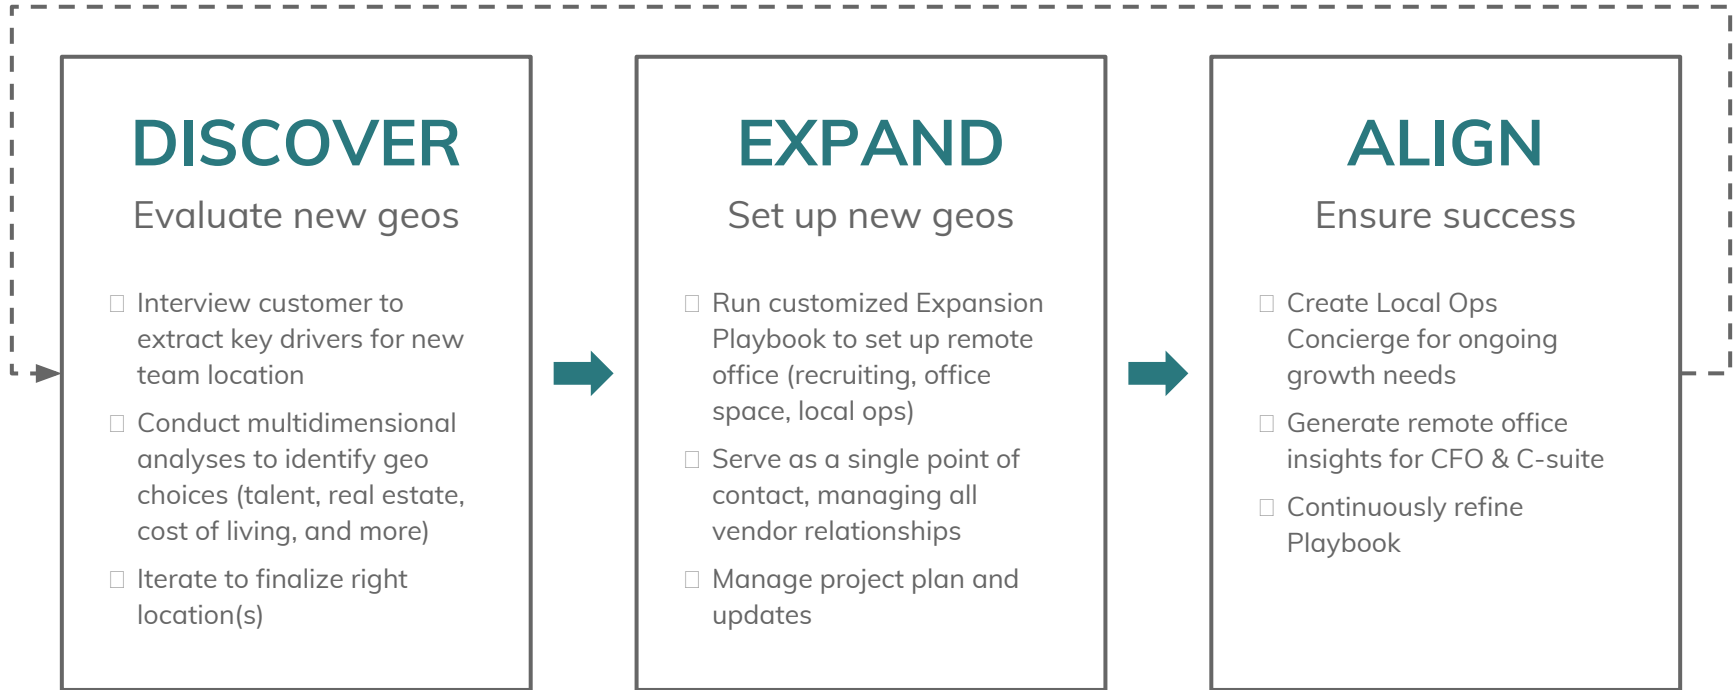 DISCOVER
Evaluate new geos
Interview customer to
extract key drivers for new
team location
Conduct multidimensional
analyses to identify geo
choices (talent, real estate,
cost of living, and more)
Iterate to finalize right
location(s)
EXPAND
Set up new geos
Run customized Expansion
Playbook to set up remote
office (recruiting, office
space, local ops)
Serve as a single point of
contact, managing all
vendor relationships
Manage project plan and
updates
ALIGN
Ensure success
Create Local Ops
Concierge for ongoing
growth needs
Generate remote office
insights for CFO & C-suite
Continuously refine
Playbook